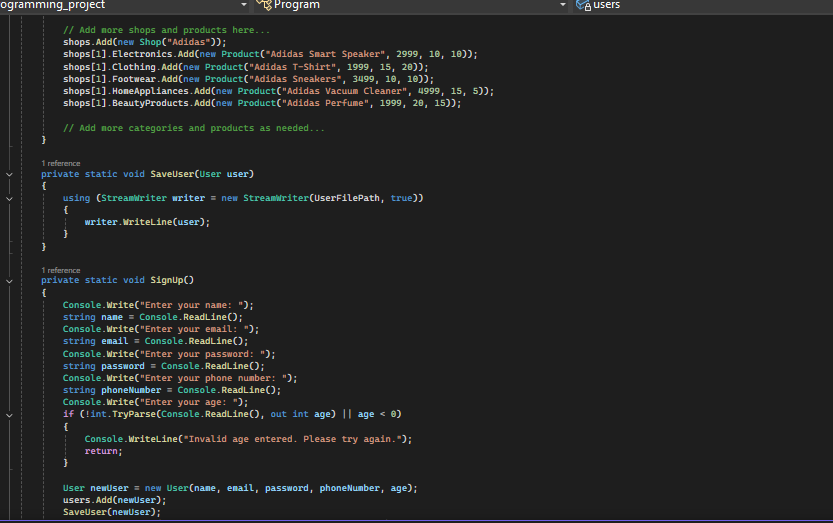 ogramming_project
Program
users
// Add more shops and products here...
shops.Add(new Shop("Adidas"));
shops[1].Electronics.Add(new Product("Adidas Smart Speaker", 2999, 10, 10));
shops[1].Clothing.Add(new Product("Adidas T-Shirt", 1999, 15, 20));
shops[1].Footwear.Add(new Product("Adidas Sneakers", 3499, 10, 10));
shops[1].HomeAppliances.Add(new Product("Adidas Vacuum Cleaner", 4999, 15, 5));
shops[1].BeautyProducts.Add(new Product("Adidas Perfume", 1999, 20, 15));
// Add more categories and products as needed...
}
1 reference
private static void SaveUser(User user)
{
using (StreamWriter writer = new StreamWriter(UserFilePath, true))
{
writer.WriteLine(user);
}
}
1 reference
private static void SignUp()
{
Console.Write("Enter your name: ");
string name = Console.ReadLine();
Console.Write("Enter your email: ");
string email = Console.ReadLine();
Console.Write("Enter your password: ");
string password = Console.ReadLine();
Console.Write("Enter your phone number: ");
string phoneNumber = Console.ReadLine();
Console.Write("Enter your age: ");
if (!int.TryParse(Console.ReadLine(), out int age) || age < 0)
{
Console.WriteLine("Invalid age entered. Please try again.");
return;
}
User newUser = new User(name, email, password, phoneNumber, age);
users.Add(newUser);
SaveUser(newUser);